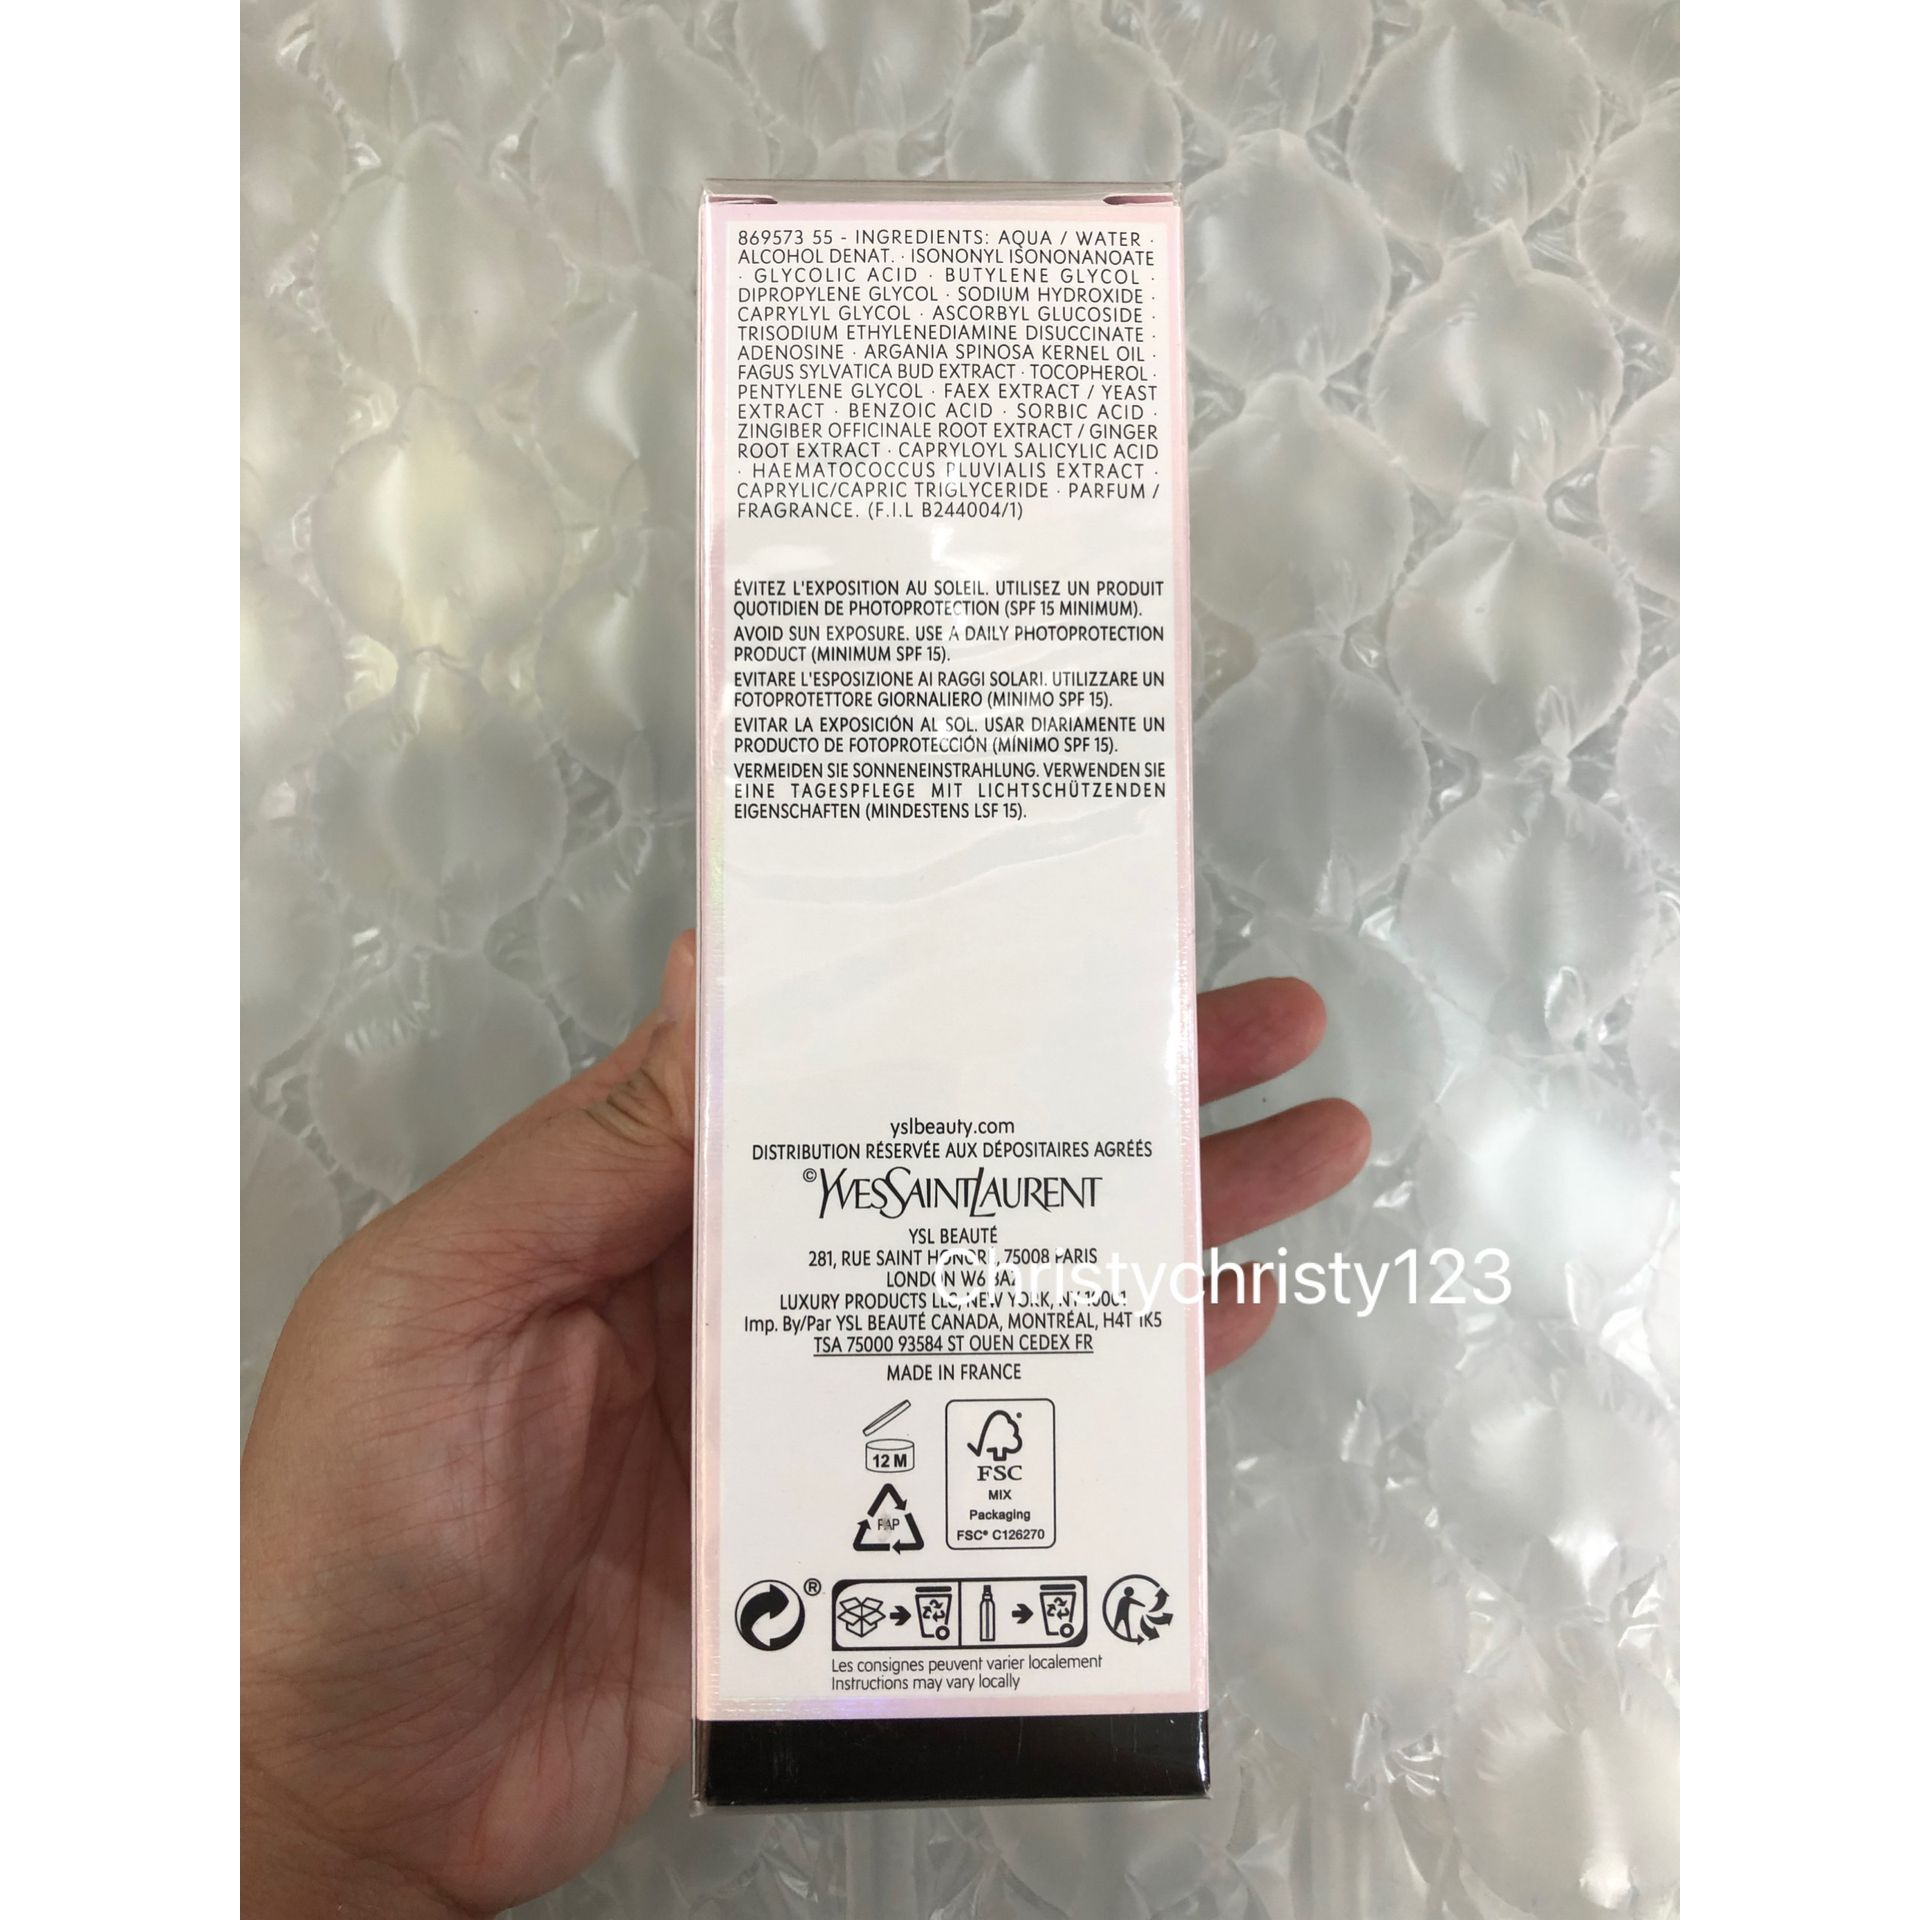 869573 55 - INGREDIENTS: AQUA / WATER ·
ALCOHOL DENAT. · ISONONYL ISONONANOATE
· GLYCOLIC ACID · BUTYLENE GLYCOL ·
DIPROPYLENE GLYCOL · SODIUM HYDROXIDE ·
CAPRYLYL GLYCOL · ASCORBYL GLUCOSIDE ·
TRISODIUM ETHYLENEDIAMINE DISUCCINATE ·
ADENOSINE · ARGANIA SPINOSA KERNEL OIL ·
FAGUS SYLVATICA BUD EXTRACT · TOCOPHEROL ·
PENTYLENE GLYCOL · FAEX EXTRACT / YEAST
EXTRACT · BENZOIC ACID · SORBIC ACID ·
ZINGIBER OFFICINALE ROOT EXTRACT / GINGER
ROOT EXTRACT · CAPRYLOYL SALICYLIC ACID
· HAEMATOCOCCUS PLUVIALIS EXTRACT ·
CAPRYLIC/CAPRIC TRIGLYCERIDE · PARFUM /
FRAGRANCE. (F.I.L B244004/1)
ÉVITEZ L'EXPOSITION AU SOLEIL. UTILISEZ UN PRODUIT
QUOTIDIEN DE PHOTOPROTECTION (SPF 15 MINIMUM).
AVOID SUN EXPOSURE. USE A DAILY PHOTOPROTECTION
PRODUCT (MINIMUM SPF 15).
EVITARE L'ESPOSIZIONE AI RAGGI SOLARI. UTILIZZARE UN
FOTOPROTETTORE GIORNALIERO (MINIMO SPF 15).
EVITAR LA EXPOSICIÓN AL SOL. USAR DIARIAMENTE UN
PRODUCTO DE FOTOPROTECCIÓN (MÍNIMO SPF 15).
VERMEIDEN SIE SONNENEINSTRAHLUNG. VERWENDEN SIE
EINE TAGESPFLEGE MIT LICHTSCHÜTZENDEN
EIGENSCHAFTEN (MINDESTENS LSF 15).
yslbeauty.com
DISTRIBUTION RÉSERVÉE AUX DÉPOSITAIRES AGRÉÉS
©YVESSAINTLAURENT
YSL BEAUTÉ
281, RUE SAINT HONORÉ, 75008 PARIS
Christychristy123
LONDON W6
LUXURY PRODUCTS LLC, NEW YORK, NY 10001
Imp. By/Par YSL BEAUTÉ CANADA, MONTRÉAL, H4T 1K5
TSA 75000 93584 ST OUEN CEDEX FR
MADE IN FRANCE
12 M
FSC
MIX
Packaging
FSC® C126270
PAP
®
Les consignes peuvent varier localement
Instructions may vary locally